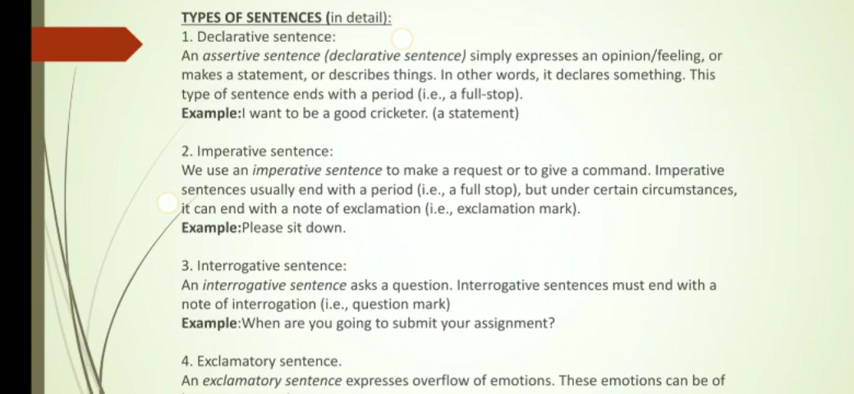 TYPES OF SENTENCES (in detail):
1. Declarative sentence:
An assertive sentence (declarative sentence) simply expresses an opinion/feeling, or
makes a statement, or describes things. In other words, it declares something. This
type of sentence ends with a period (i.e., a full-stop).
Example:I want to be a good cricketer. (a statement)
2. Imperative sentence:
We use an imperative sentence to make a request or to give a command. Imperative
sentences usually end with a period (i.e., a full stop), but under certain circumstances,
it can end with a note of exclamation (i.e., exclamation mark).
Example:Please sit down.
3. Interrogative sentence:
An interrogative sentence asks a question. Interrogative sentences must end with a
note of interrogation (i.e., question mark)
Example:When are you going to submit your assignment?
4. Exclamatory sentence.
An exclamatory sentence expresses overflow of emotions. These emotions can be of